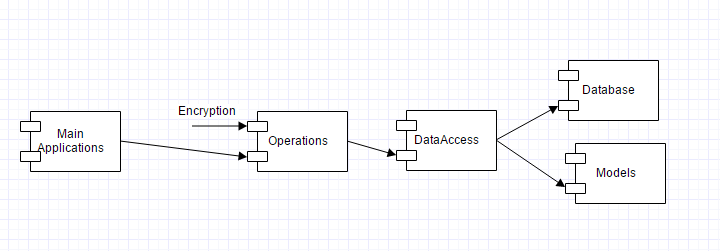 Main
Applications
Encryption
Operations
DataAccess
Database
Models